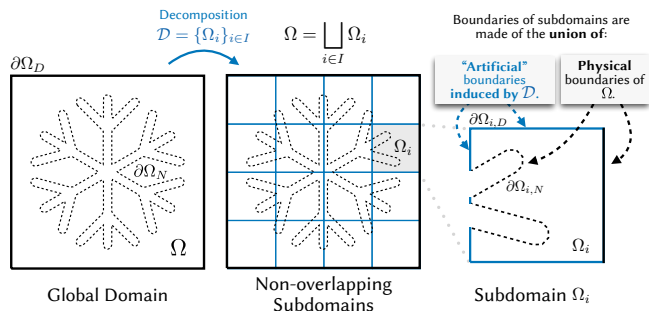 Decomposition
𝒟 = {Ω_i}_{i∈I}
Ω = ⨆_{i∈I} Ω_i
Boundaries of subdomains are
made of the union of:
"Artificial"
boundaries
induced by 𝒟.
Physical
boundaries of
Ω.
∂Ω_D
∂Ω_N
Ω
Ω_i
∂Ω_{i,D}
∂Ω_{i,N}
Ω_i
Global Domain
Non-overlapping
Subdomains
Subdomain Ω_i